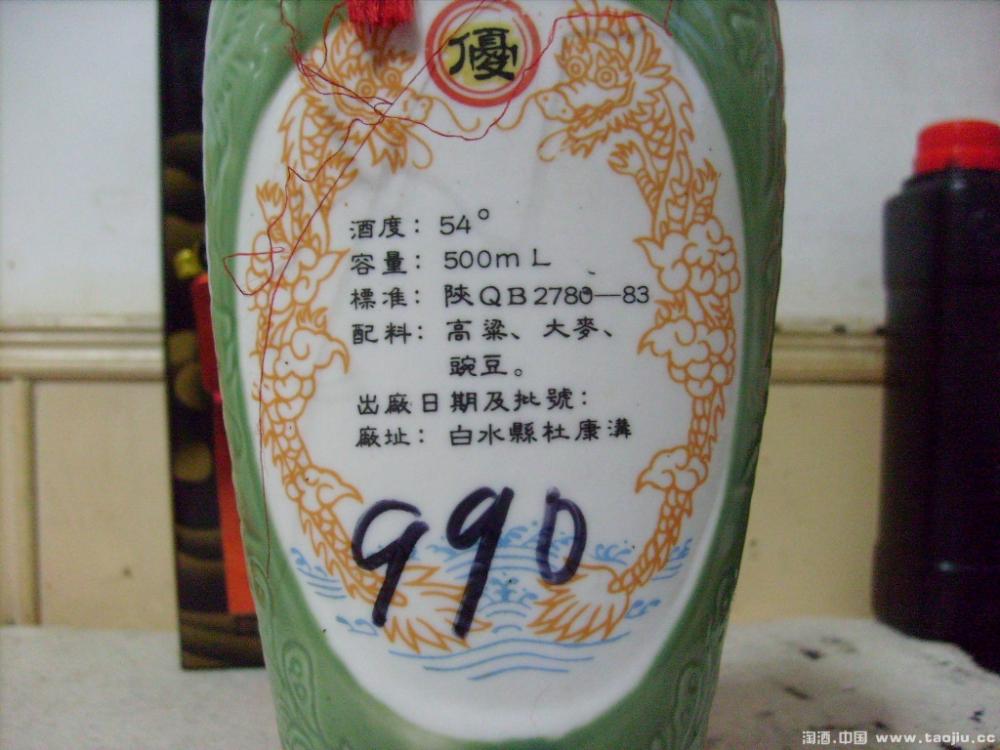 優
酒度：54°
容量：500mL
標准：陝QB2780—83
配料：高粱、大麥、
豌豆。
出廠日期及批號：
廠址：白水縣杜康溝
990
淘酒.中国 www.taojiu.cc